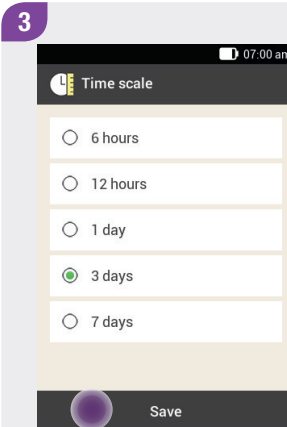 3
07:00 am
Time scale
6 hours
12 hours
1 day
3 days
7 days
Save